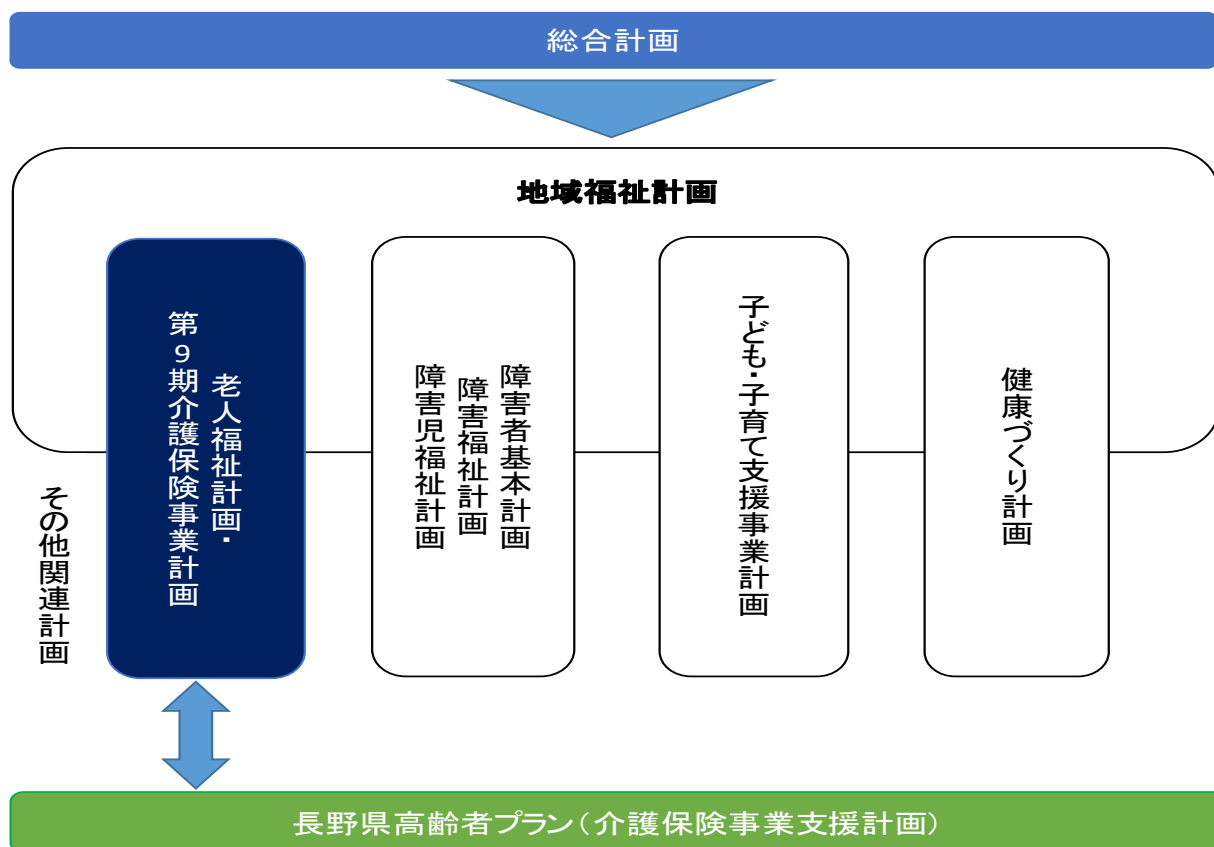 総合計画
地域福祉計画
老人福祉計画・
第9期介護保険事業計画
障害者基本計画
障害福祉計画
障害児福祉計画
子ども・子育て支援事業計画
健康づくり計画
その他関連計画
長野県高齢者プラン(介護保険事業支援計画)